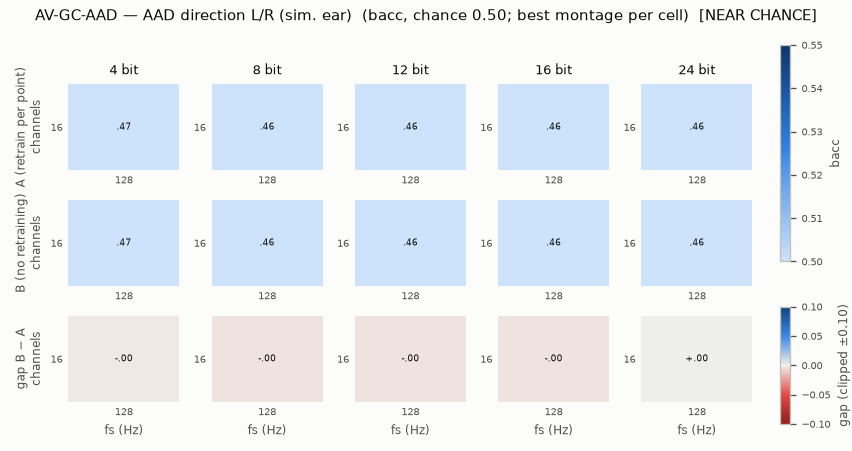 AV-GC-AAD — AAD direction L/R (sim. ear)  (bacc, chance 0.50; best montage per cell)  [NEAR CHANCE]
4 bit
8 bit
12 bit
16 bit
24 bit
A (retrain per point)
channels
16
.47
128
16
.46
128
16
.46
128
16
.46
128
16
.46
128
B (no retraining)
channels
16
.47
128
16
.46
128
16
.46
128
16
.46
128
16
.46
128
gap B − A
channels
16
-.00
128
fs (Hz)
16
-.00
128
fs (Hz)
16
-.00
128
fs (Hz)
16
-.00
128
fs (Hz)
16
+.00
128
fs (Hz)
0.55
0.54
0.53
0.52
0.51
0.50
bacc
0.10
0.05
0.00
−0.05
−0.10
gap (clipped ±0.10)